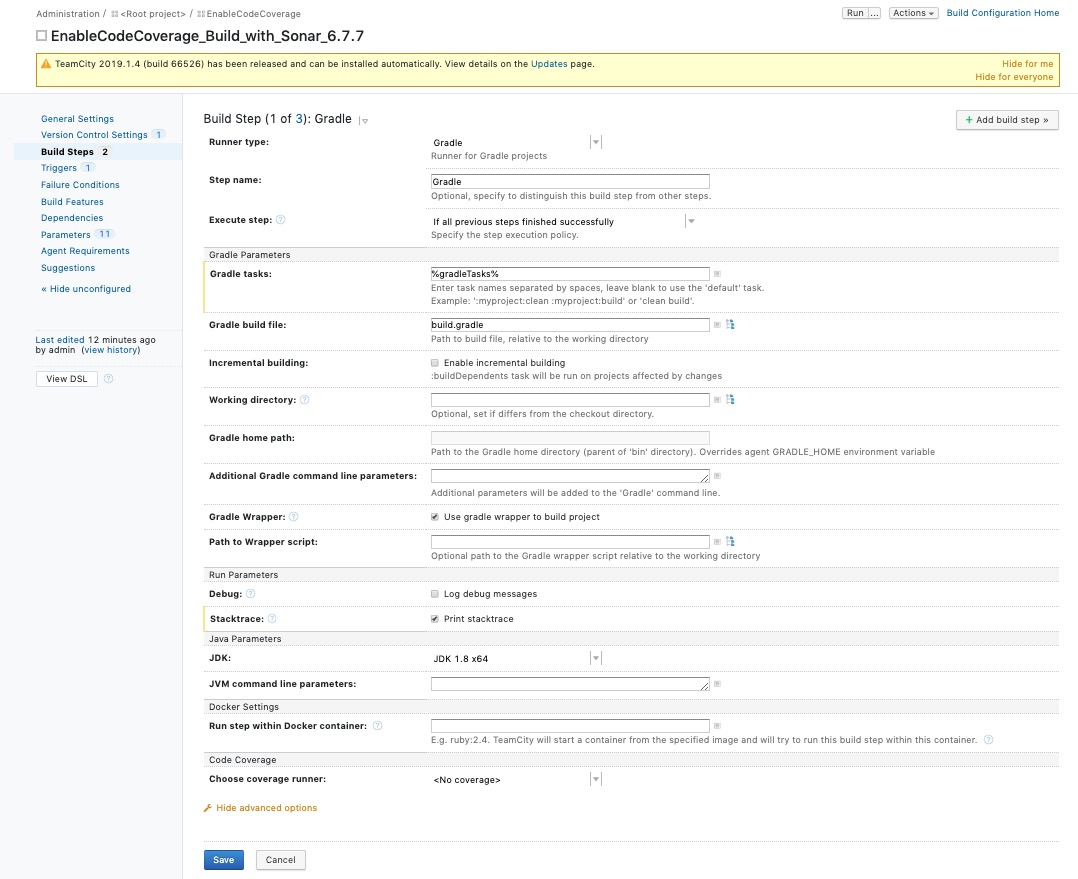 Administration / <Root project> / EnableCodeCoverage
Run ... Actions Build Configuration Home
EnableCodeCoverage_Build_with_Sonar_6.7.7
TeamCity 2019.1.4 (build 66526) has been released and can be installed automatically. View details on the Updates page.
Hide for me
Hide for everyone
General Settings
Version Control Settings 1
Build Steps 2
Triggers 1
Failure Conditions
Build Features
Dependencies
Parameters 11
Agent Requirements
Suggestions
« Hide unconfigured
Last edited 12 minutes ago
by admin (view history)
View DSL ?
Build Step (1 of 3): Gradle
+ Add build step »
Runner type: Gradle
Runner for Gradle projects
Step name: Gradle
Optional, specify to distinguish this build step from other steps.
Execute step: ? If all previous steps finished successfully
Specify the step execution policy.
Gradle Parameters
Gradle tasks: %gradleTasks%
Enter task names separated by spaces, leave blank to use the 'default' task.
Example: ':myproject:clean :myproject:build' or 'clean build'.
Gradle build file: build.gradle
Path to build file, relative to the working directory
Incremental building: Enable incremental building
:buildDependents task will be run on projects affected by changes
Working directory: ?
Optional, set if differs from the checkout directory.
Gradle home path:
Path to the Gradle home directory (parent of 'bin' directory). Overrides agent GRADLE_HOME environment variable
Additional Gradle command line parameters:
Additional parameters will be added to the 'Gradle' command line.
Gradle Wrapper: ? Use gradle wrapper to build project
Path to Wrapper script:
Optional path to the Gradle wrapper script relative to the working directory
Run Parameters
Debug: ? Log debug messages
Stacktrace: ? Print stacktrace
Java Parameters
JDK: JDK 1.8 x64
JVM command line parameters:
Docker Settings
Run step within Docker container: ?
E.g. ruby:2.4. TeamCity will start a container from the specified image and will try to run this build step within this container. ?
Code Coverage
Choose coverage runner: <No coverage>
Hide advanced options
Save Cancel